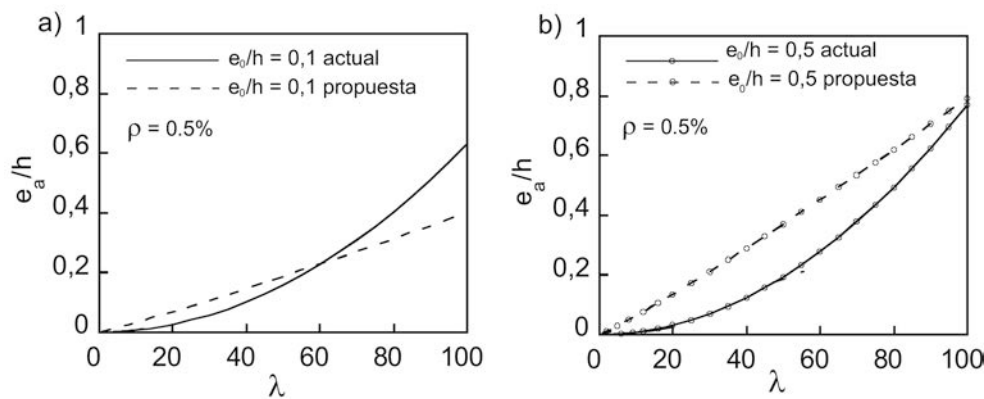 a)
e₀/h = 0,1 actual
e₀/h = 0,1 propuesta
ρ = 0.5%
1
0,8
0,6
0,4
0,2
0
eₐ/h
0 20 40 60 80 100
λ
b)
e₀/h = 0,5 actual
e₀/h = 0,5 propuesta
ρ = 0.5%
1
0,8
0,6
0,4
0,2
0
eₐ/h
0 20 40 60 80 100
λ